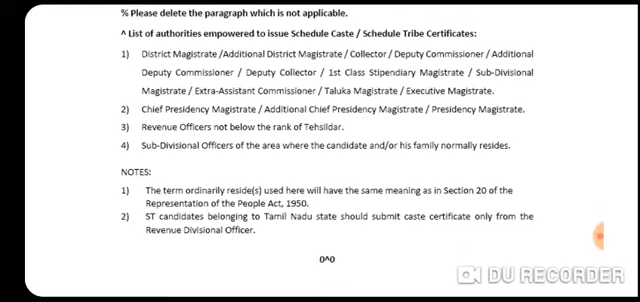 % Please delete the paragraph which is not applicable.
^ List of authorities empowered to issue Schedule Caste / Schedule Tribe Certificates:
1) District Magistrate /Additional District Magistrate / Collector / Deputy Commissioner / Additional
Deputy Commissioner / Deputy Collector / 1st Class Stipendiary Magistrate / Sub-Divisional
Magistrate / Extra-Assistant Commissioner / Taluka Magistrate / Executive Magistrate.
2) Chief Presidency Magistrate / Additional Chief Presidency Magistrate / Presidency Magistrate.
3) Revenue Officers not below the rank of Tehsildar.
4) Sub-Divisional Officers of the area where the candidate and/or his family normally resides.
NOTES:
1) The term ordinarily reside(s) used here will have the same meaning as in Section 20 of the
Representation of the People Act, 1950.
2) ST candidates belonging to Tamil Nadu state should submit caste certificate only from the
Revenue Divisional Officer.
0^0
DU RECORDER